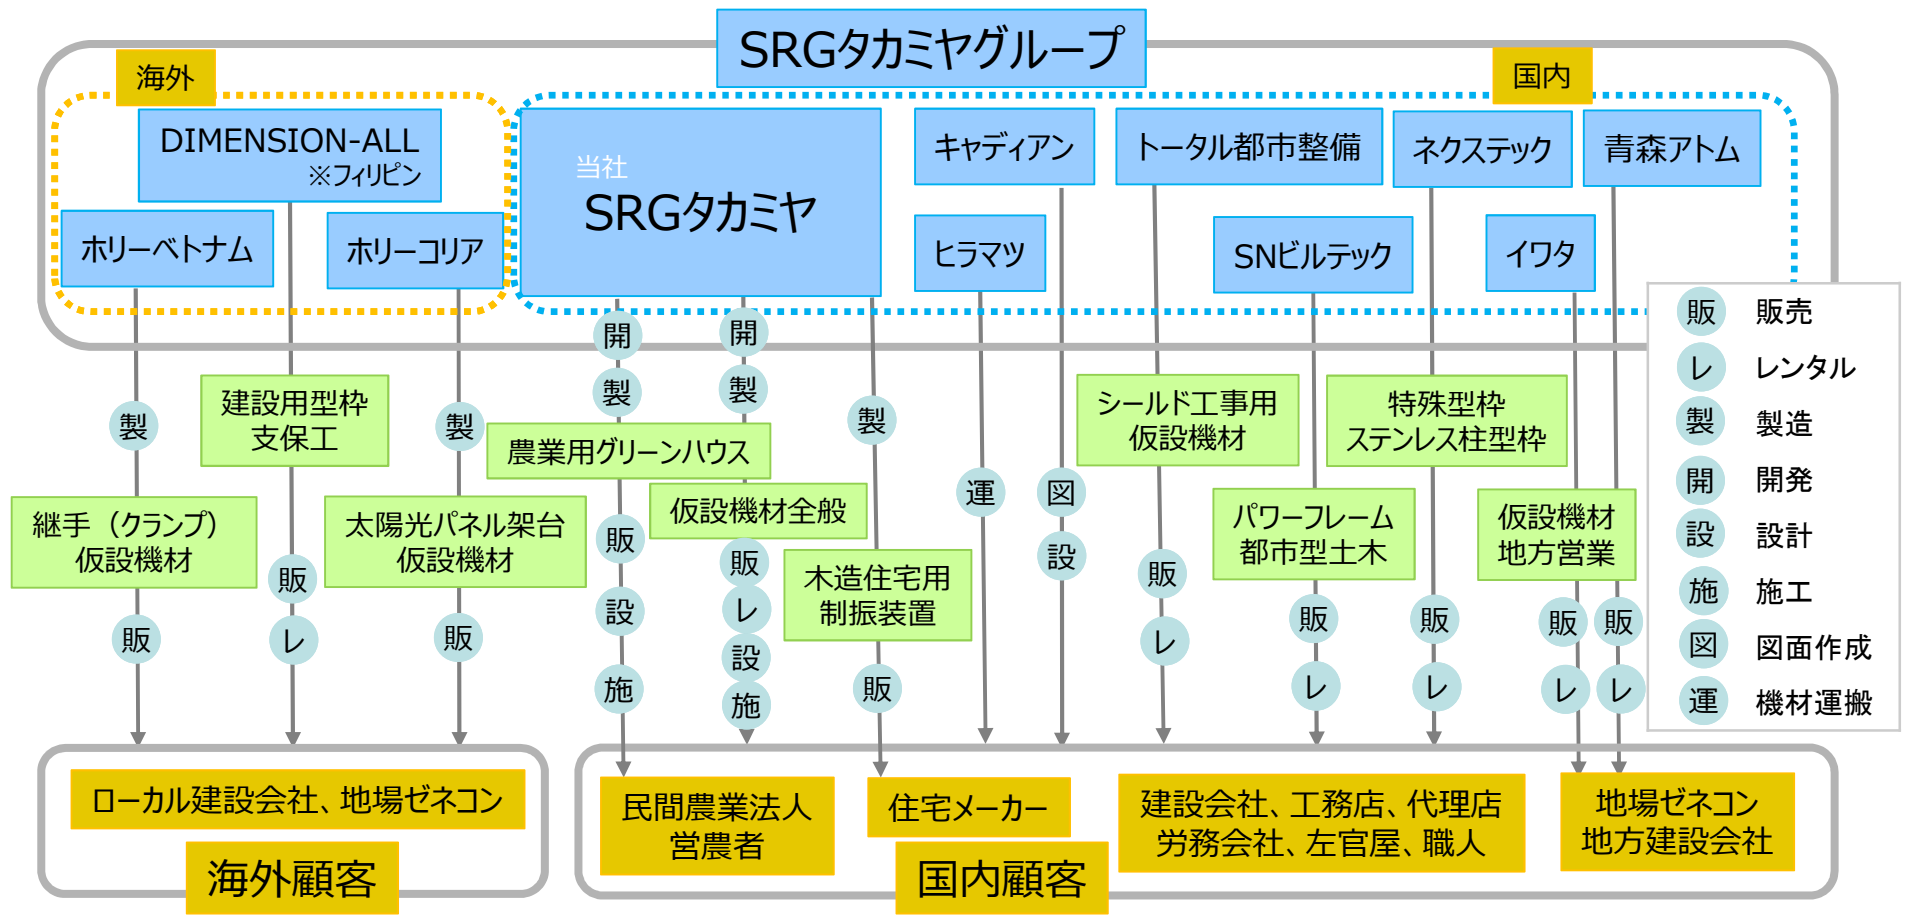 SRGタカミヤグループ
海外
国内
DIMENSION-ALL
※フィリピン
ホリーベトナム
ホリーコリア
当社
SRGタカミヤ
キャディアン
トータル都市整備
ネクステック
青森アトム
ヒラマツ
SNビルテック
イワタ
販 販売
レ レンタル
製 製造
開 開発
設 設計
施 施工
図 図面作成
運 機材運搬
製
継手（クランプ）
仮設機材
販
建設用型枠
支保工
販
レ
製
太陽光パネル架台
仮設機材
販
開
製
農業用グリーンハウス
販
設
施
開
製
仮設機材全般
販
レ
設
施
製
木造住宅用
制振装置
販
運
図
設
シールド工事用
仮設機材
販
レ
パワーフレーム
都市型土木
販
レ
特殊型枠
ステンレス柱型枠
販
レ
仮設機材
地方営業
販
レ
販
レ
ローカル建設会社、地場ゼネコン
海外顧客
民間農業法人
営農者
住宅メーカー
建設会社、工務店、代理店
労務会社、左官屋、職人
地場ゼネコン
地方建設会社
国内顧客